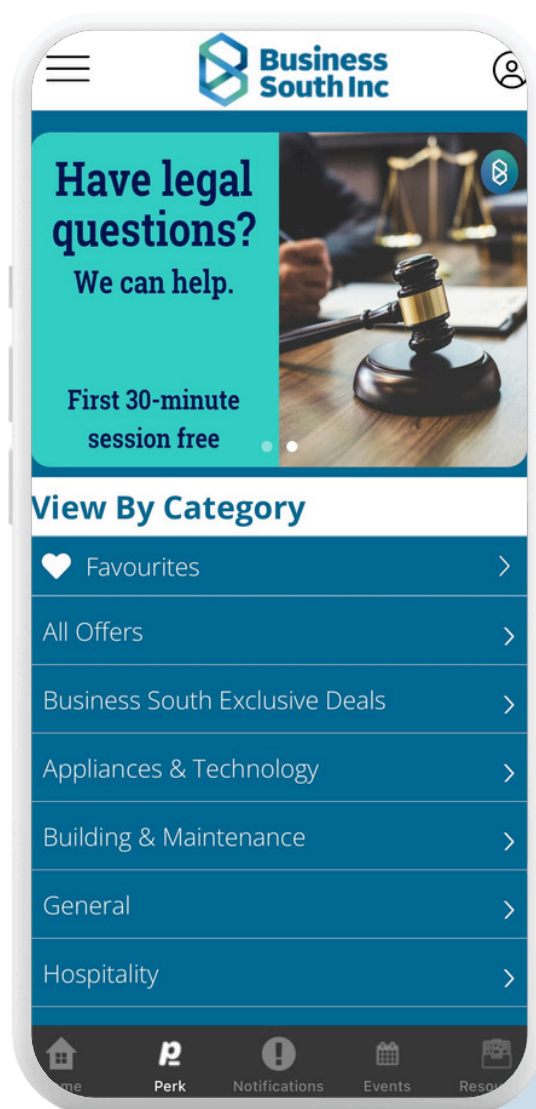 Business
South Inc
Have legal
questions?
We can help.
First 30-minute
session free
View By Category
Favourites
All Offers
Business South Exclusive Deals
Appliances & Technology
Building & Maintenance
General
Hospitality
Perk Notifications Events